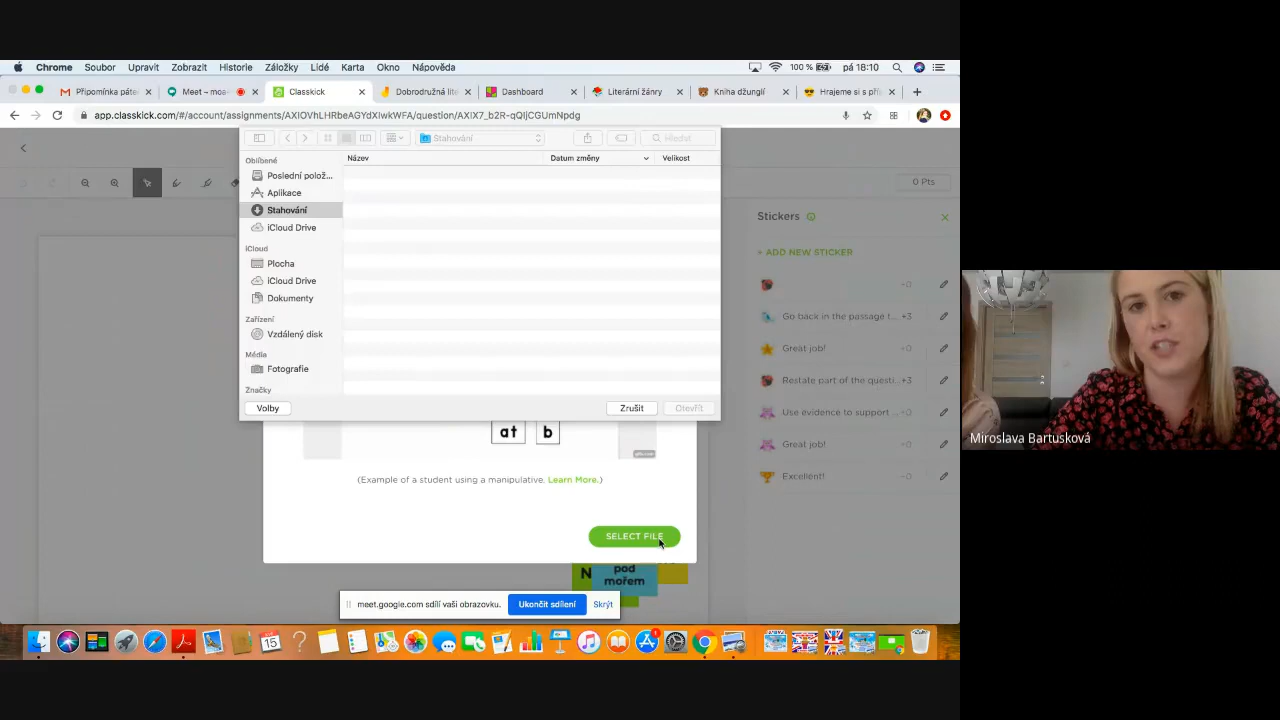 Chrome Soubor Upravit Zobrazit Historie Záložky Lidé Karta Okno Nápověda 100 % pá 18:10
Připomínka páte Meet – moa Classkick Dobrodružná lite Dashboard Literární žánry Kniha džunglí Hrajeme si s pří
app.classkick.com/#/account/assignments/AXIOVhLHRbeAGYdXIwkWFA/question/AXIX7_b2R-qQljCGUmNpdg
Stahování Hledat
0 Pts
Oblíbené
Poslední polož...
Aplikace
Stahování
iCloud Drive
iCloud
Plocha
iCloud Drive
Dokumenty
Zařízení
Vzdálený disk
Média
Fotografie
Značky
Název Datum změny Velikost
Volby Zrušit Otevřít
at b
(Example of a student using a manipulative. Learn More.)
SELECT FILE
N
pod
mořem
Stickers
+ ADD NEW STICKER
+0
Go back in the passage t... +3
Great job! +0
Restate part of the questi... +3
Use evidence to support ... +0
Great job! +0
Excellent! +0
meet.google.com sdílí vaši obrazovku. Ukončit sdílení Skrýt
15
Miroslava Bartusková